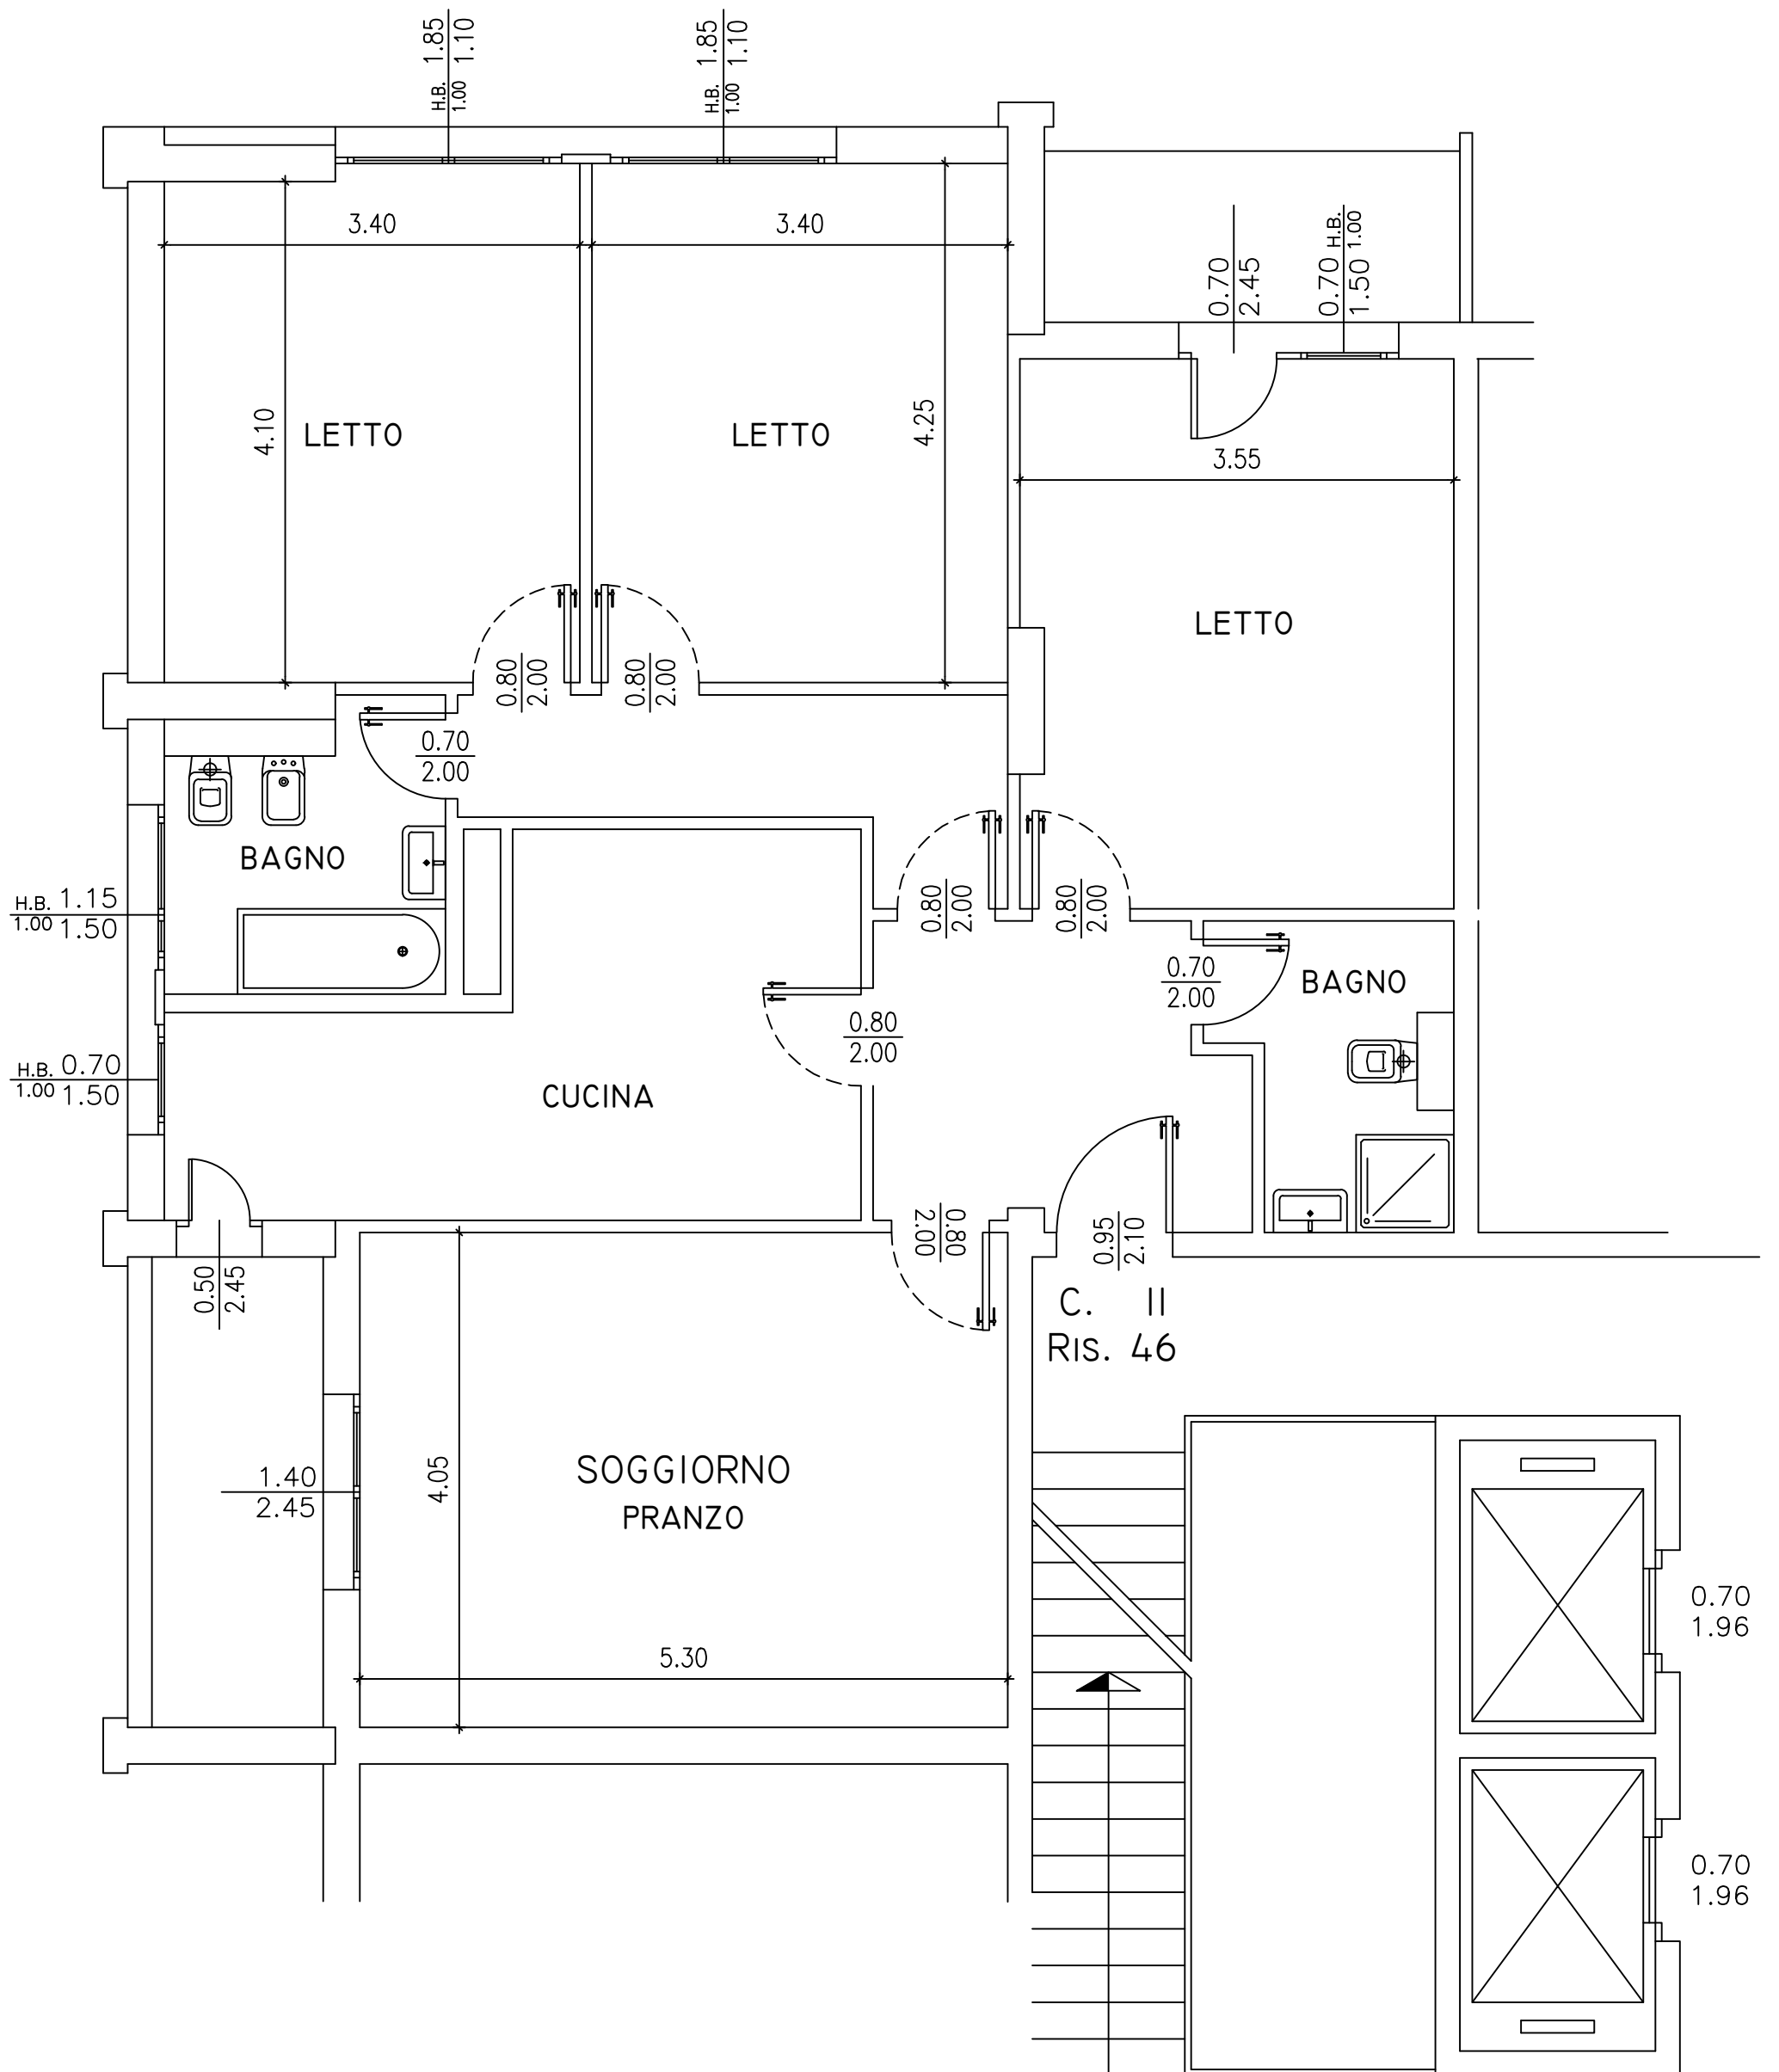 H.B. 1.85
1.00 1.10
H.B. 1.85
1.00 1.10
3.40
3.40
0.70
2.45
0.70 H.B.
1.50 1.00
4.10
LETTO
LETTO
4.25
3.55
LETTO
0.80
2.00
0.80
2.00
0.70
2.00
BAGNO
H.B. 1.15
1.00 1.50
0.80
2.00
0.80
2.00
0.70
2.00
BAGNO
0.80
2.00
H.B. 0.70
1.00 1.50
CUCINA
0.80
2.00
0.95
2.10
0.50
2.45
C. II
RIS. 46
1.40
2.45
4.05
SOGGIORNO
PRANZO
5.30
0.70
1.96
0.70
1.96